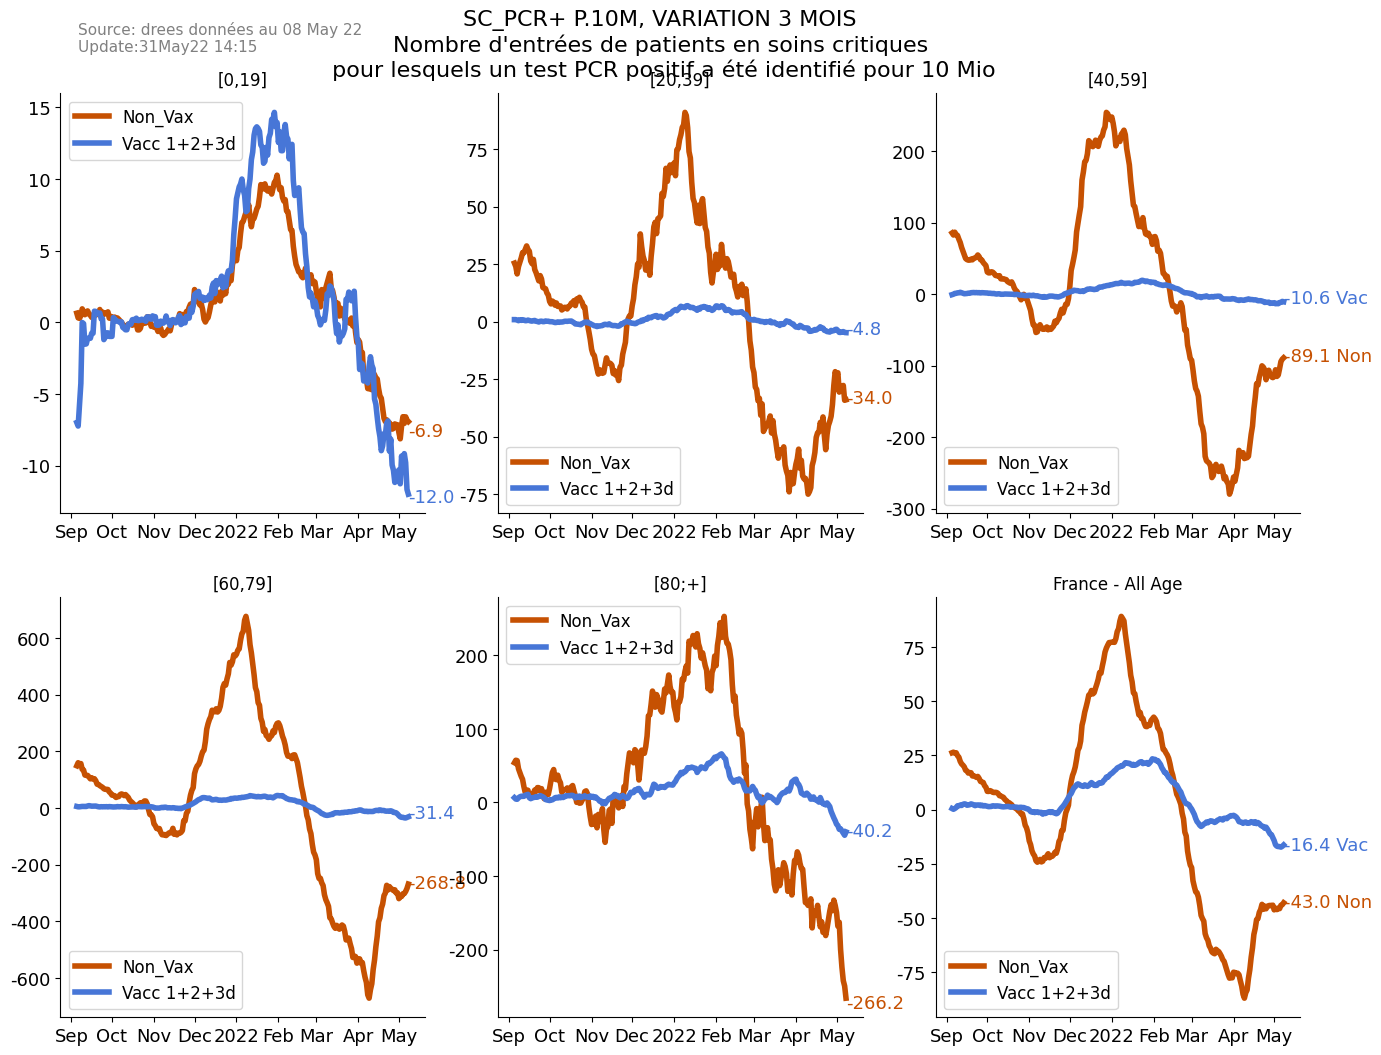 SC_PCR+ P.10M, VARIATION 3 MOIS
Source: drees données au 08 May 22
Nombre d'entrées de patients en soins critiques
Update:31May22 14:15
pour lesquels un test PCR positif a été identifié pour 10 Mio
[0,19]
[20,39]
[40,59]
Non_Vax
Vacc 1+2+3d
15
10
5
0
-5
-10
-6.9
-12.0
Sep Oct Nov Dec 2022 Feb Mar Apr May
75
50
25
0
-25
-50
-75
-4.8
-34.0
Non_Vax
Vacc 1+2+3d
Sep Oct Nov Dec 2022 Feb Mar Apr May
200
100
0
-100
-200
-300
-10.6 Vac
-89.1 Non
Non_Vax
Vacc 1+2+3d
Sep Oct Nov Dec 2022 Feb Mar Apr May
[60,79]
[80;+]
France - All Age
600
400
200
0
-200
-400
-600
-31.4
-268.8
Non_Vax
Vacc 1+2+3d
Sep Oct Nov Dec 2022 Feb Mar Apr May
Non_Vax
Vacc 1+2+3d
200
100
0
-100
-200
-40.2
-266.2
Sep Oct Nov Dec 2022 Feb Mar Apr May
75
50
25
0
-25
-50
-75
-16.4 Vac
-43.0 Non
Non_Vax
Vacc 1+2+3d
Sep Oct Nov Dec 2022 Feb Mar Apr May